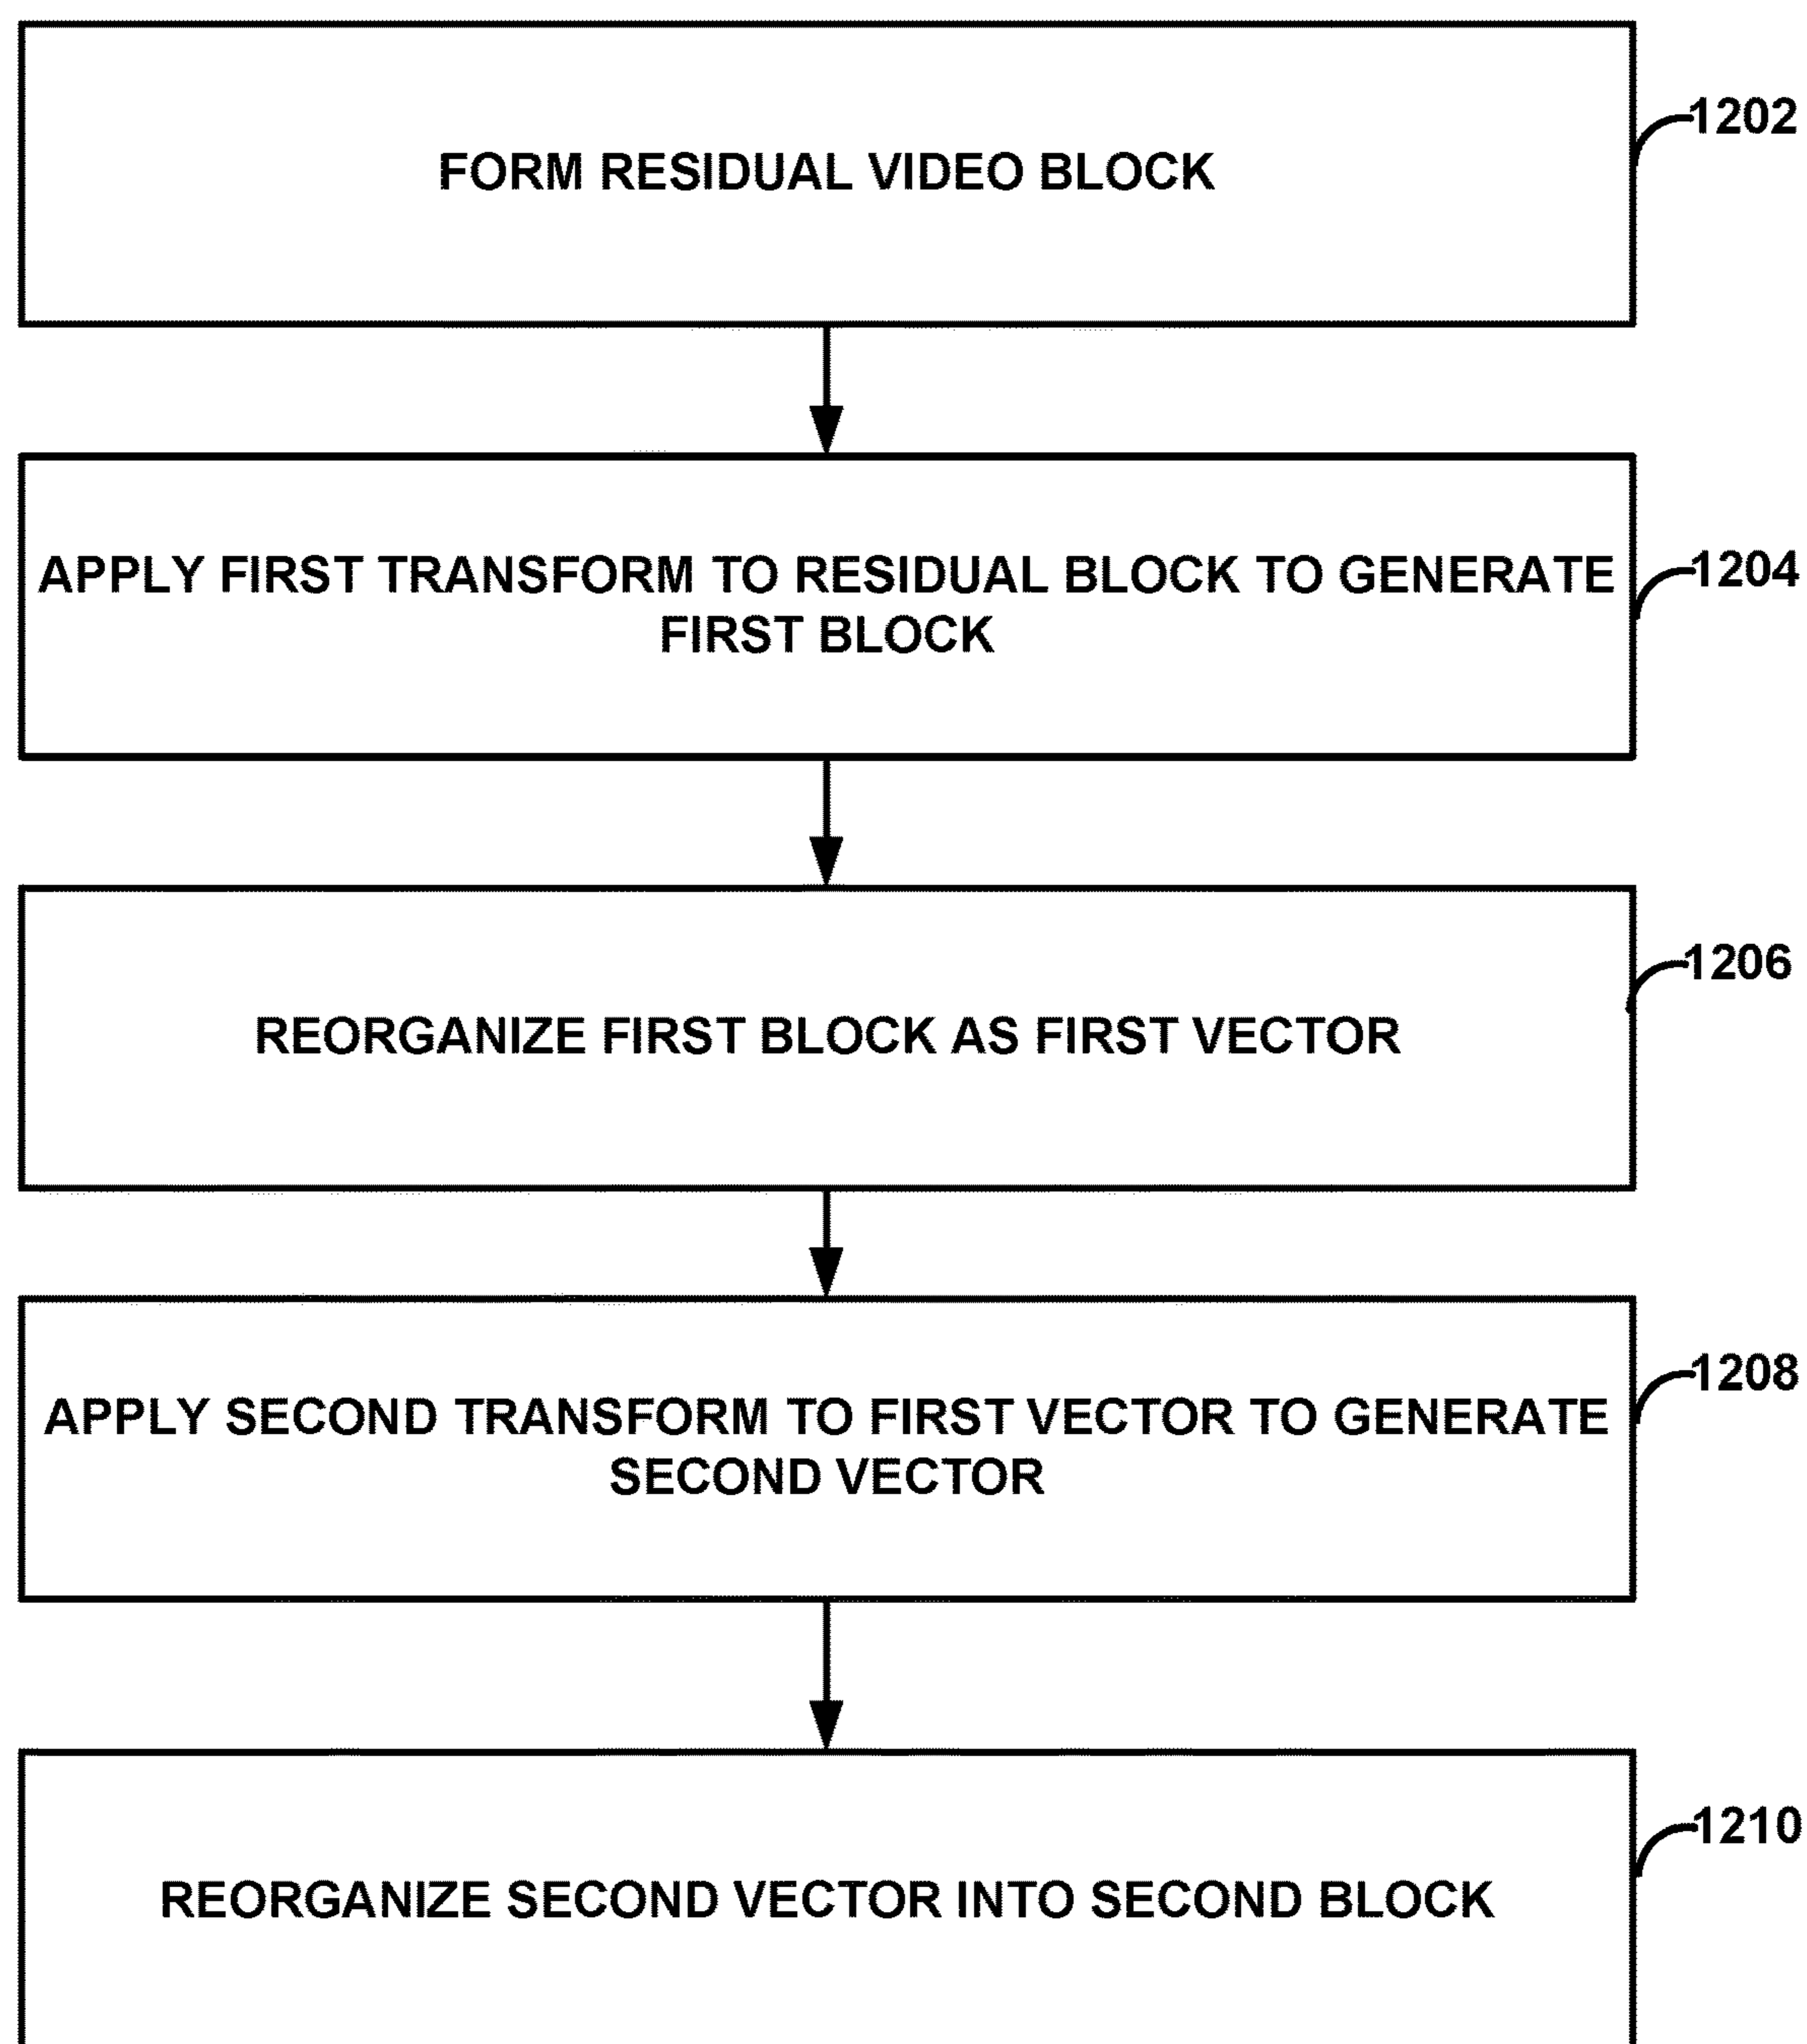 FORM RESIDUAL VIDEO BLOCK
1202
APPLY FIRST TRANSFORM TO RESIDUAL BLOCK TO GENERATE
FIRST BLOCK
1204
REORGANIZE FIRST BLOCK AS FIRST VECTOR
1206
APPLY SECOND TRANSFORM TO FIRST VECTOR TO GENERATE
SECOND VECTOR
1208
REORGANIZE SECOND VECTOR INTO SECOND BLOCK
1210